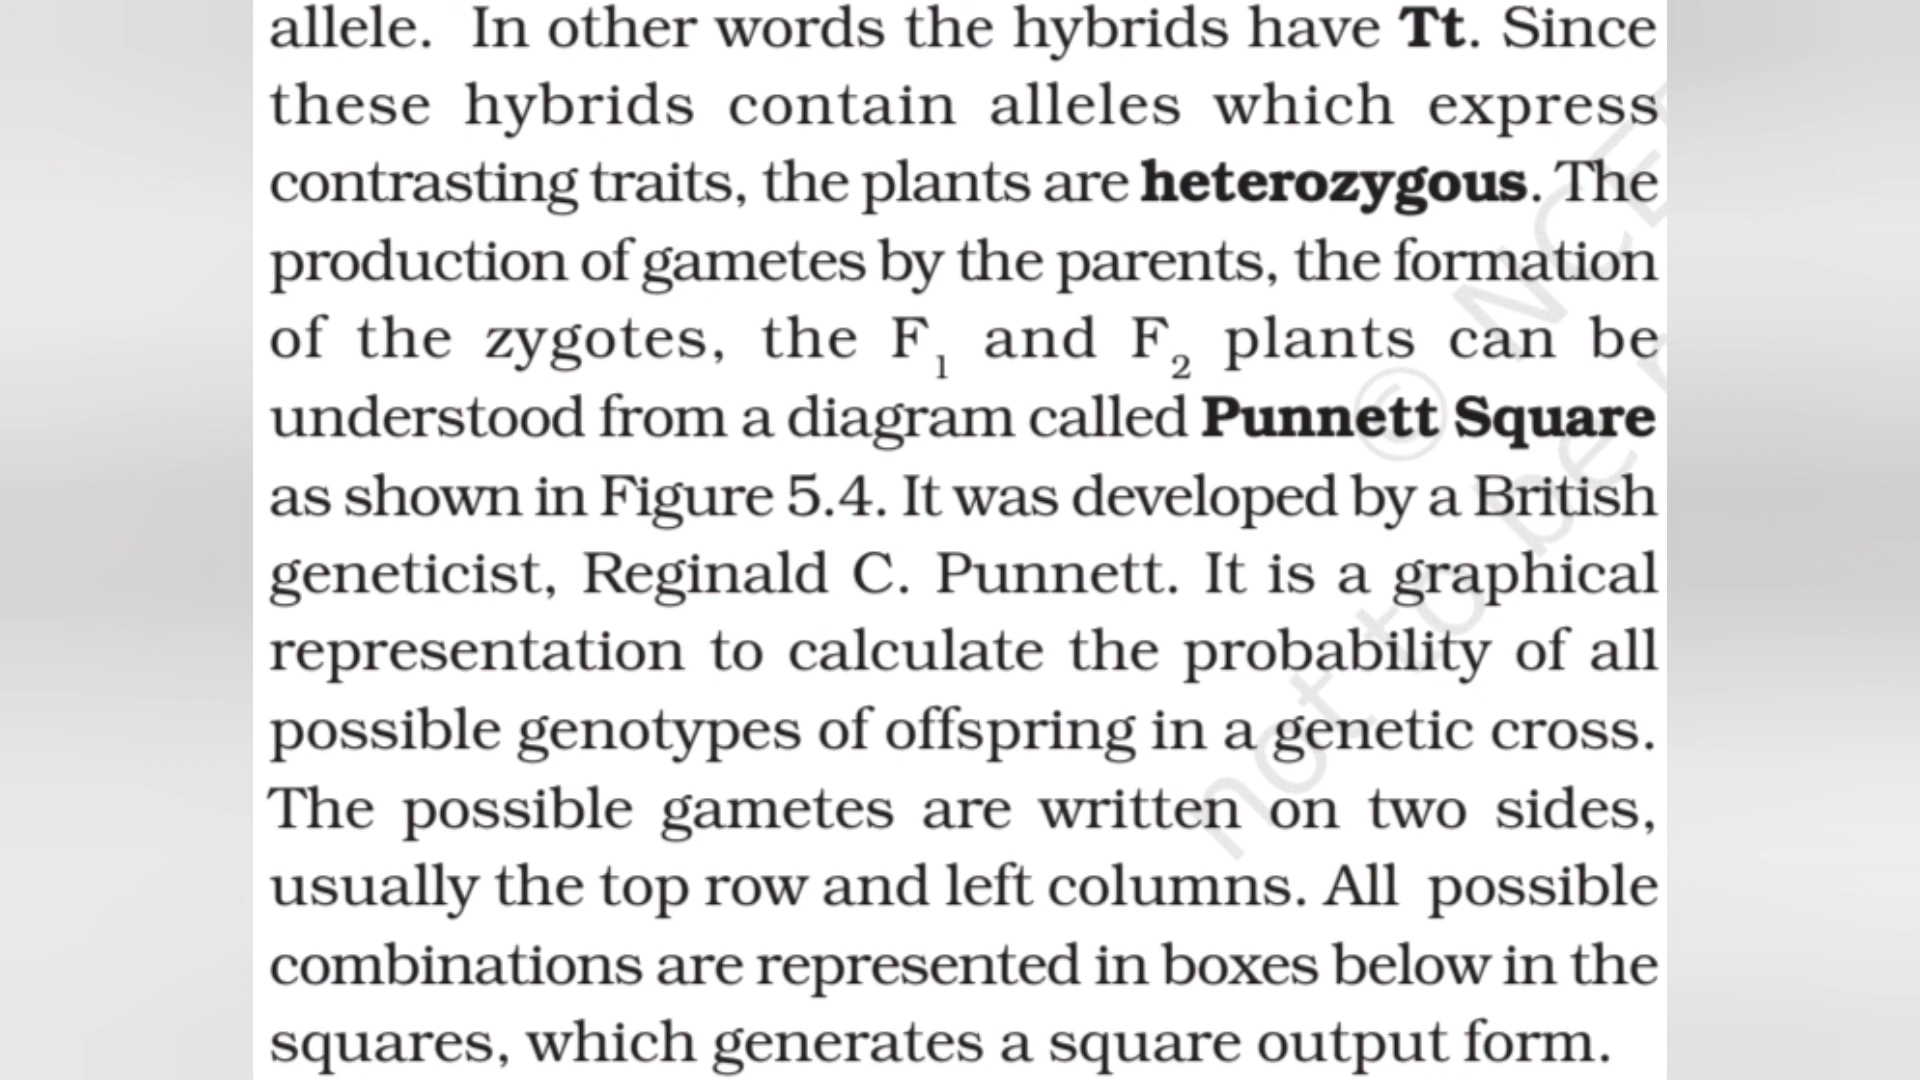 allele. In other words the hybrids have Tt. Since
these hybrids contain alleles which express
contrasting traits, the plants are heterozygous. The
production of gametes by the parents, the formation
of the zygotes, the F₁ and F₂ plants can be
understood from a diagram called Punnett Square
as shown in Figure 5.4. It was developed by a British
geneticist, Reginald C. Punnett. It is a graphical
representation to calculate the probability of all
possible genotypes of offspring in a genetic cross.
The possible gametes are written on two sides,
usually the top row and left columns. All possible
combinations are represented in boxes below in the
squares, which generates a square output form.
© NCE
not to be r